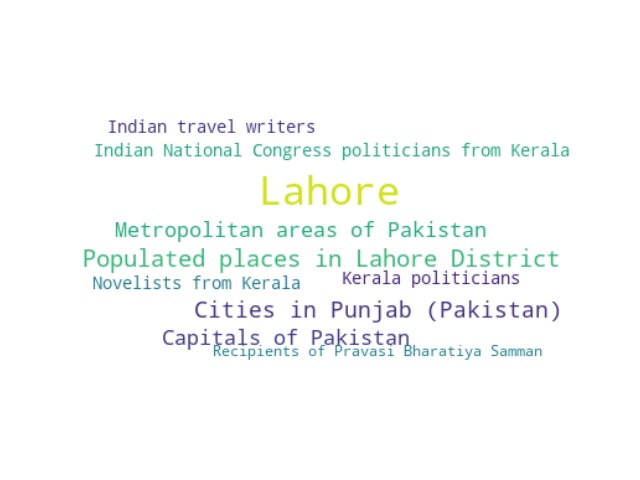 Indian travel writers
Indian National Congress politicians from Kerala
Lahore
Metropolitan areas of Pakistan
Populated places in Lahore District
Novelists from Kerala
Kerala politicians
Cities in Punjab (Pakistan)
Capitals of Pakistan
Recipients of Pravasi Bharatiya Samman